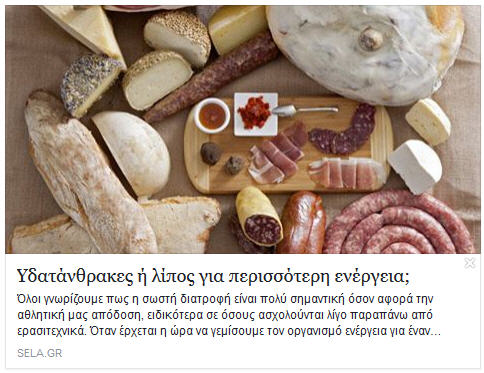 Υδατάνθρακες ή λίπος για περισσότερη ενέργεια;
Όλοι γνωρίζουμε πως η σωστή διατροφή είναι πολύ σημαντική όσον αφορά την
αθλητική μας απόδοση, ειδικότερα σε όσους ασχολούνται λίγο παραπάνω από
ερασιτεχνικά. Όταν έρχεται η ώρα να γεμίσουμε τον οργανισμό ενέργεια για έναν…
SELA.GR